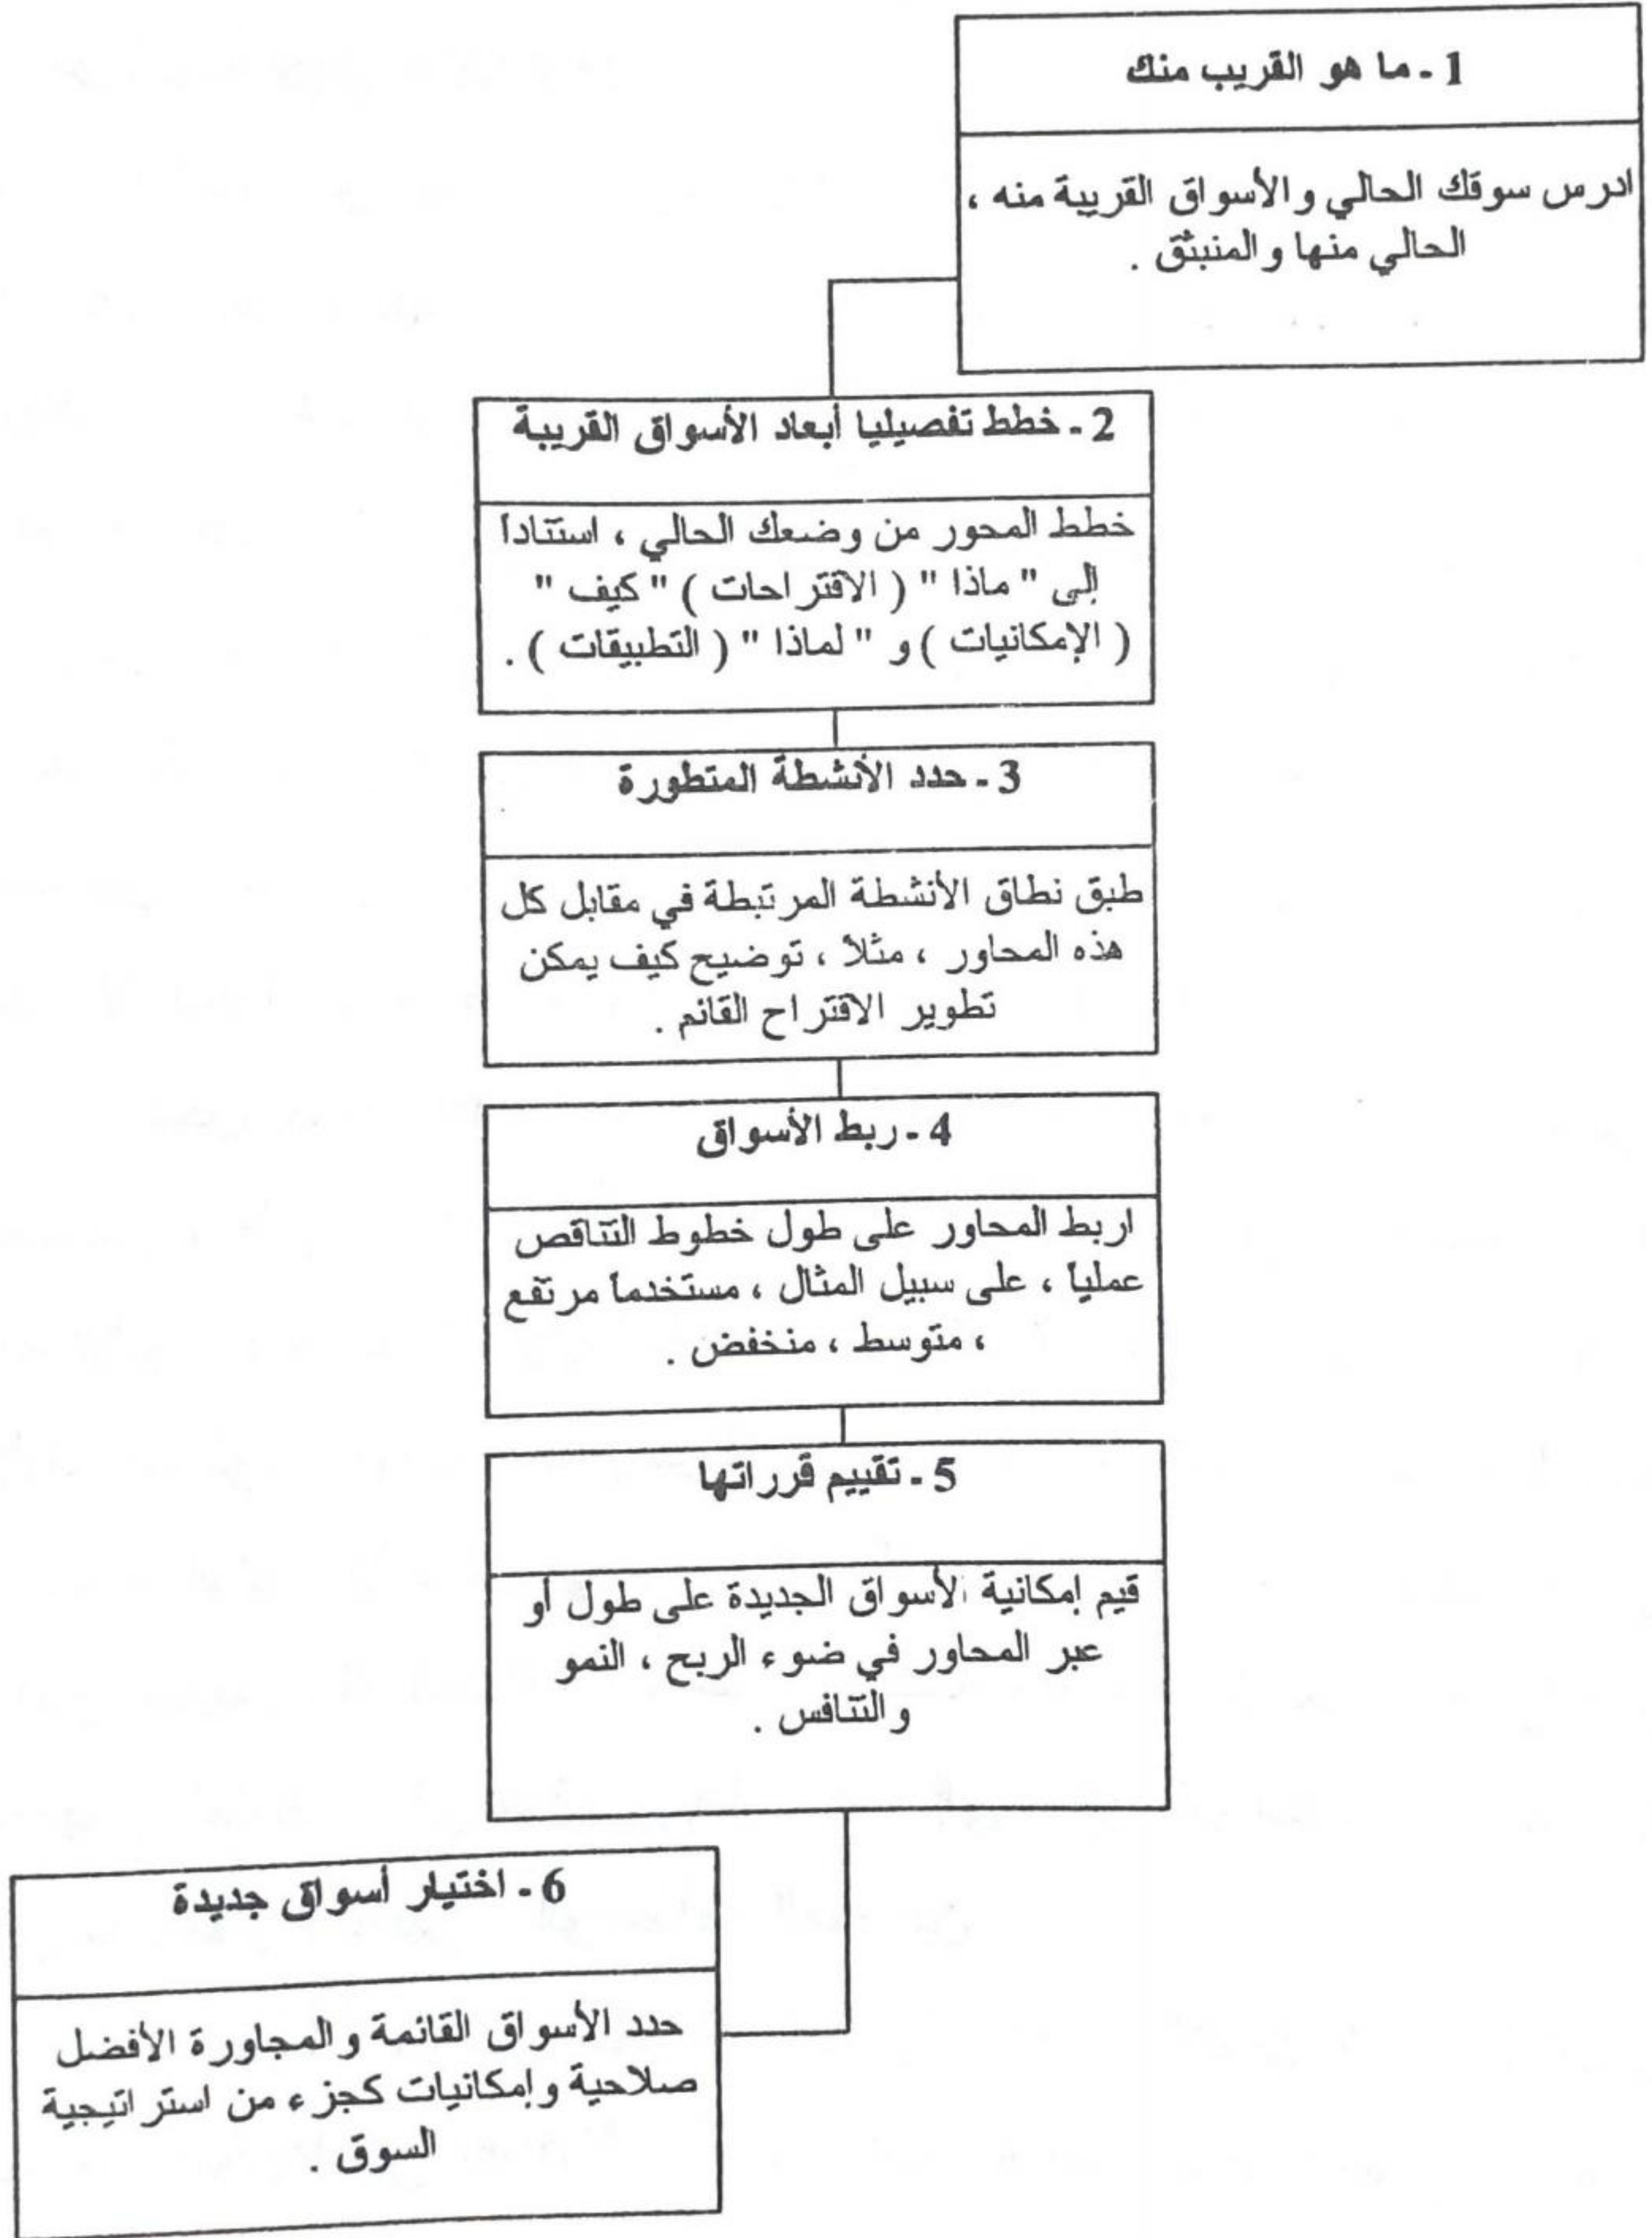 1 - ما هو القريب منك
ادرس سوقك الحالي والأسواق القريبة منه ،
الحالي منها والمنبثق .
2 - خطط تفصيليا أبعاد الأسواق القريبة
خطط المحور من وضعك الحالي ، استنادا
إلى " ماذا " ( الاقتراحات ) " كيف "
( الإمكانيات ) و " لماذا " ( التطبيقات ) .
3 - حدد الأنشطة المتطورة
طبق نطاق الأنشطة المرتبطة في مقابل كل
هذه المحاور ، مثلاً ، توضيح كيف يمكن
تطوير الاقتراح القائم .
4 - ربط الأسواق
اربط المحاور على طول خطوط التناقص
عملياً ، على سبيل المثال ، مستخدماً مرتفع
، متوسط ، منخفض .
5 - تقييم قرراتها
قيم إمكانية الأسواق الجديدة على طول أو
عبر المحاور في ضوء الربح ، النمو
والتنافس .
6 - اختيار أسواق جديدة
حدد الأسواق القائمة والمجاورة الأفضل
صلاحية وإمكانيات كجزء من استراتيجية
السوق .